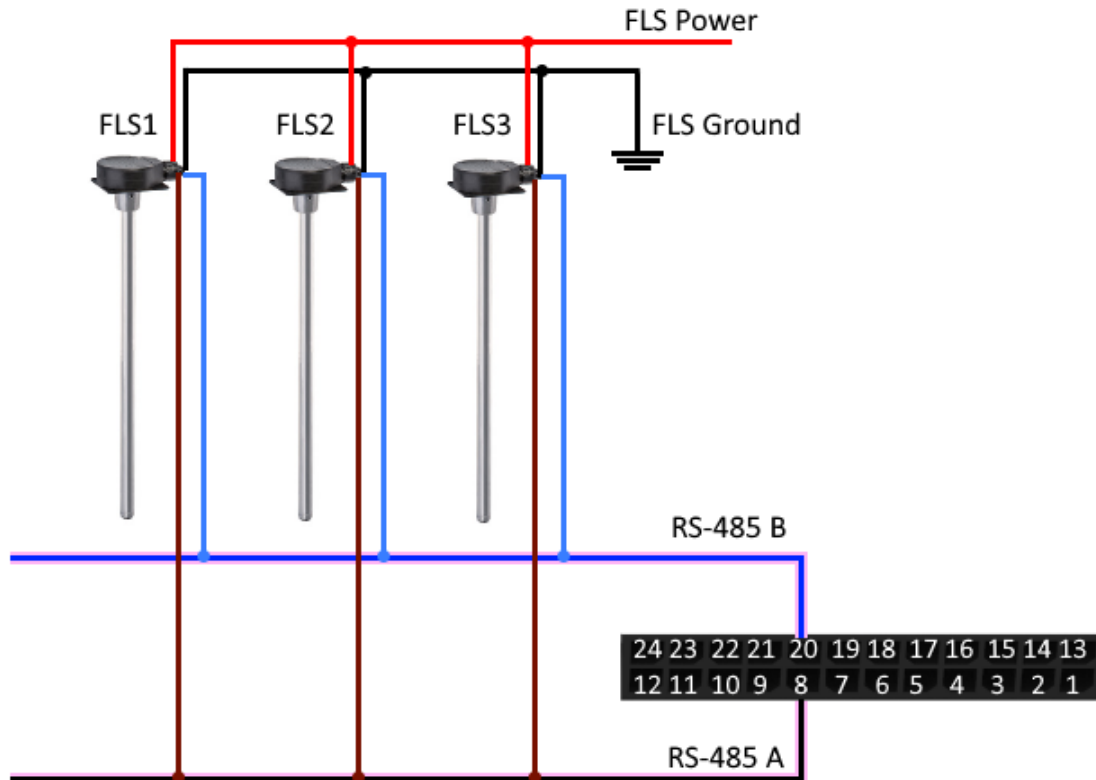 FLS Power
FLS1 FLS2 FLS3 FLS Ground
RS-485 B
24 23 22 21 20 19 18 17 16 15 14 13
12 11 10 9 8 7 6 5 4 3 2 1
RS-485 A